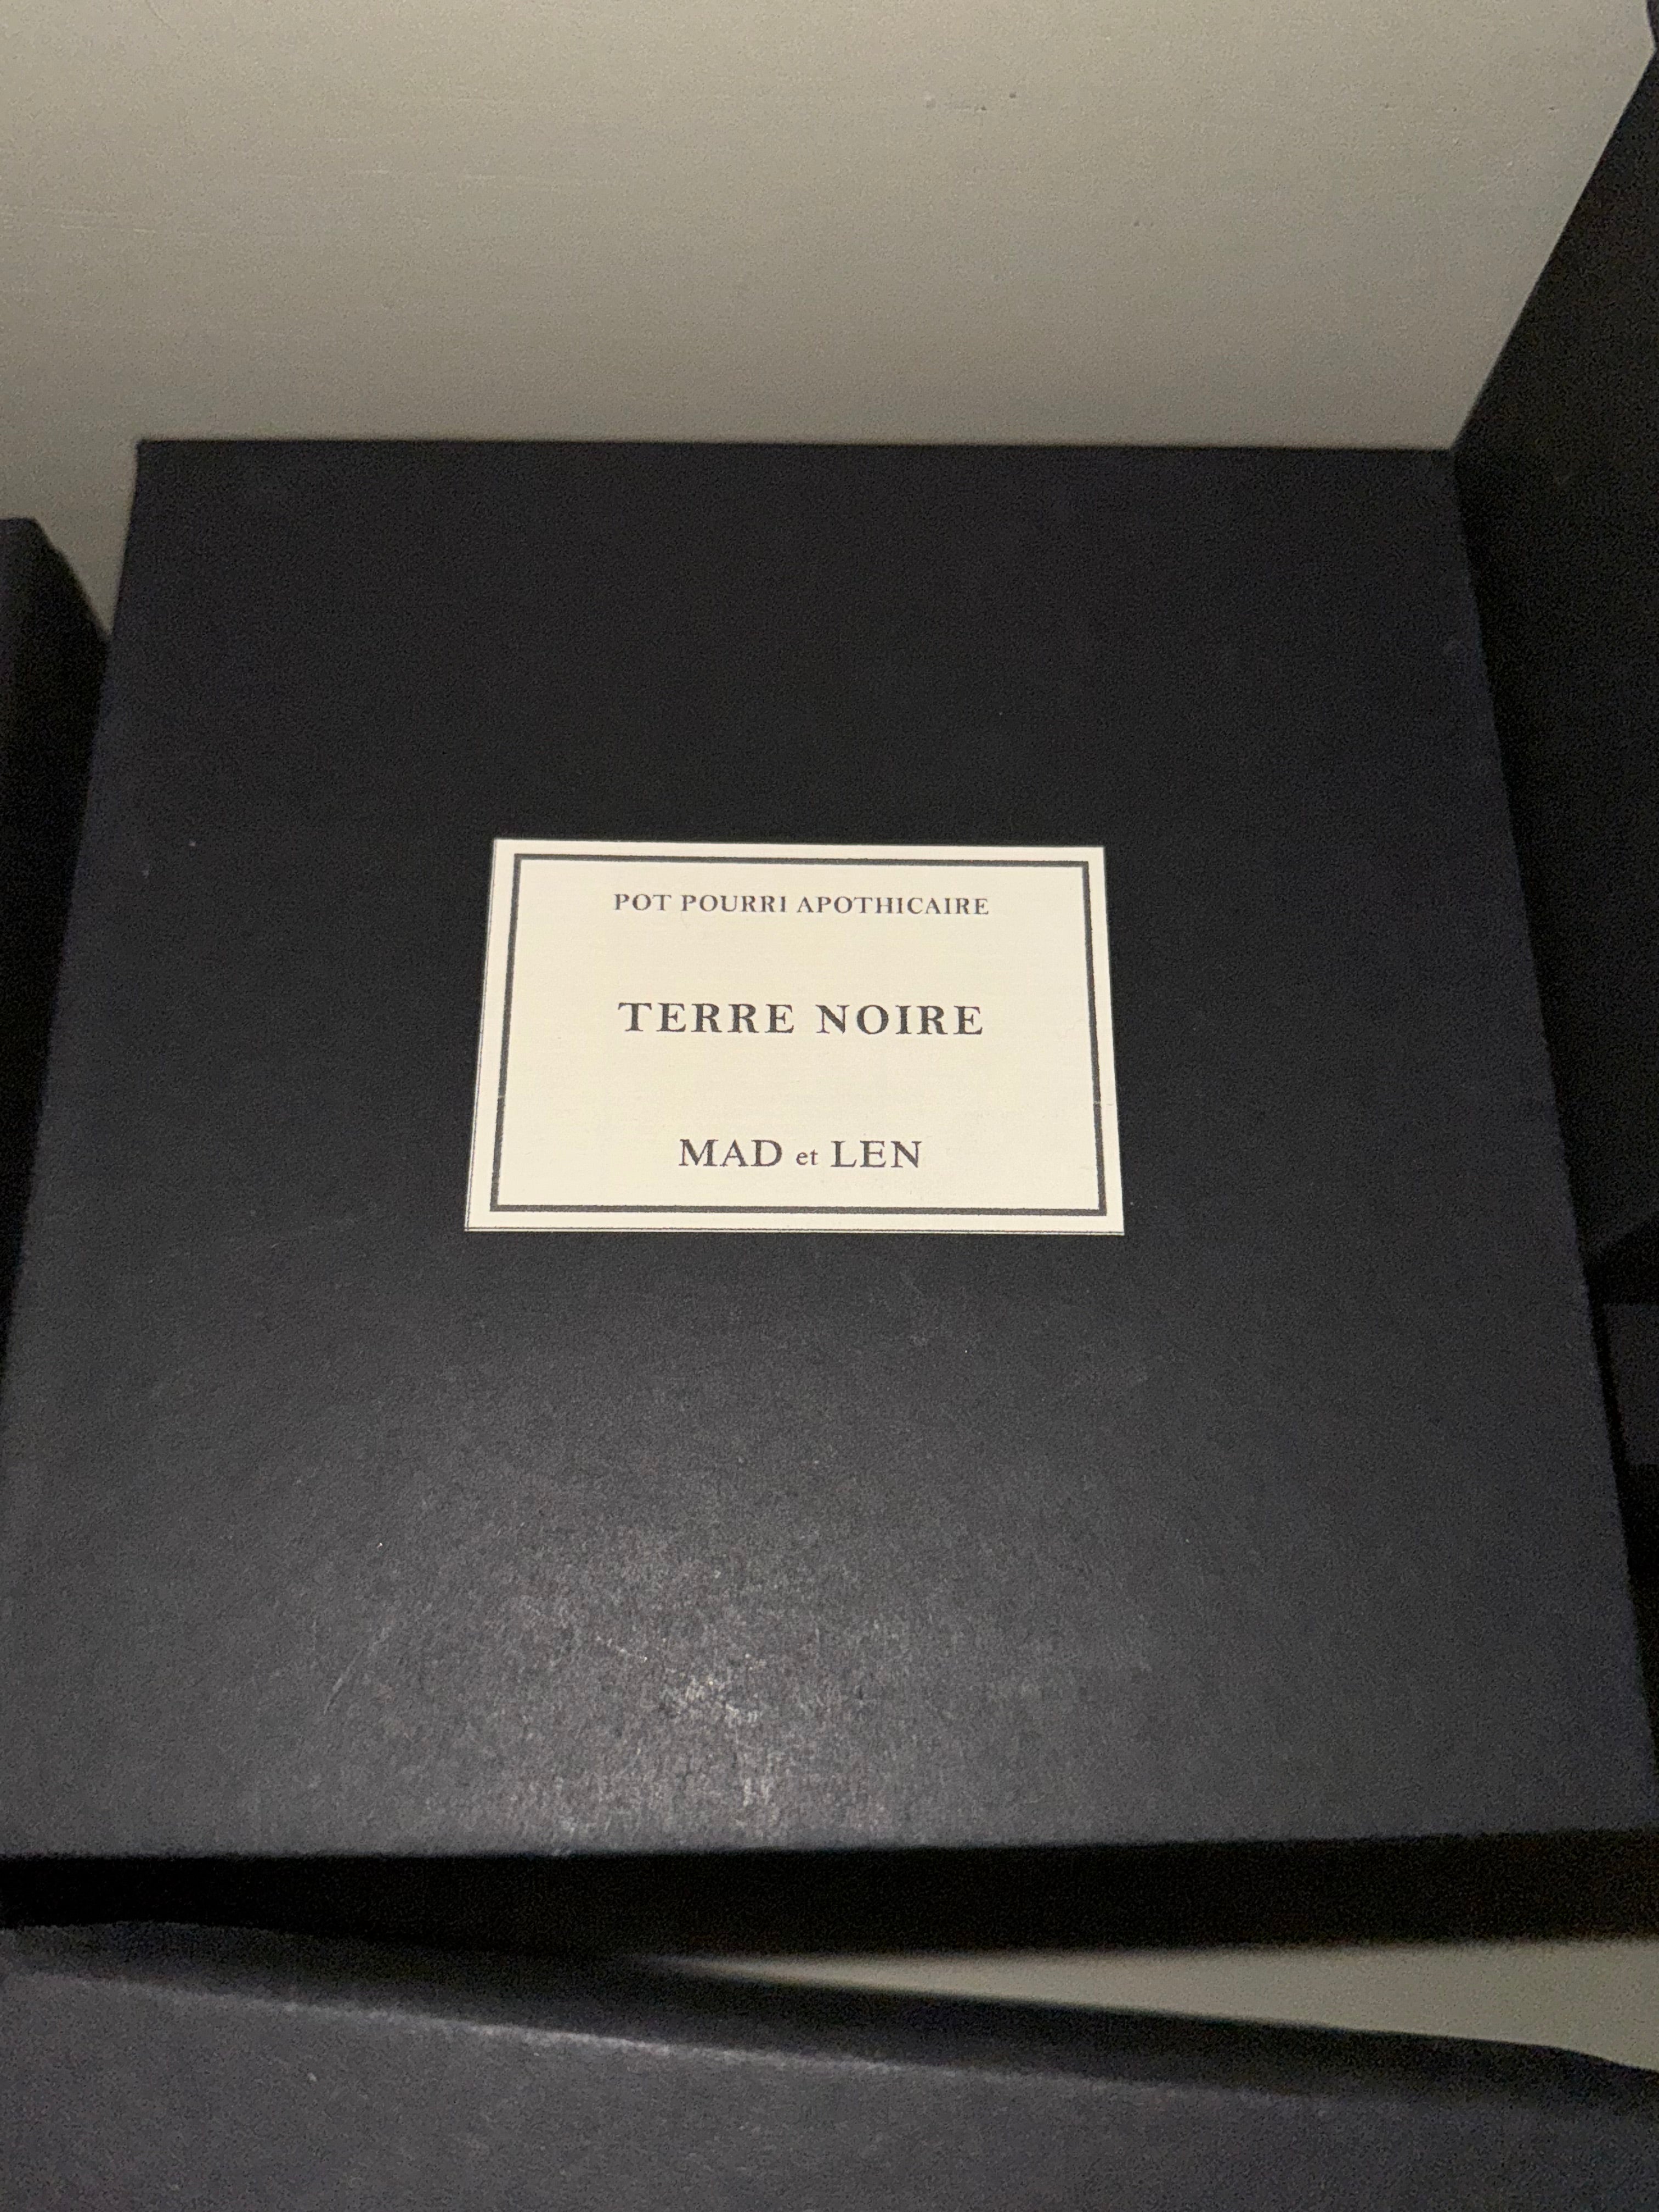 POT POURRI APOTHICAIRE
TERRE NOIRE
MAD et LEN